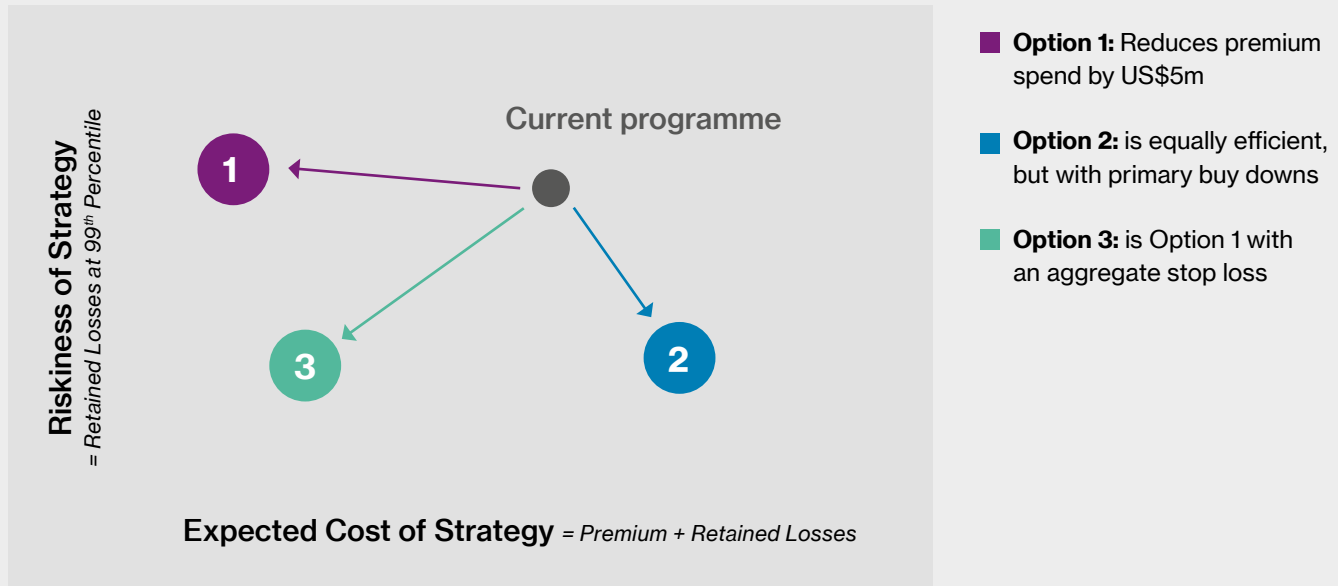 Current programme
1
2
3
Riskiness of Strategy
= Retained Losses at 99th Percentile
Expected Cost of Strategy = Premium + Retained Losses
Option 1: Reduces premium
spend by US$5m
Option 2: is equally efficient,
but with primary buy downs
Option 3: is Option 1 with
an aggregate stop loss